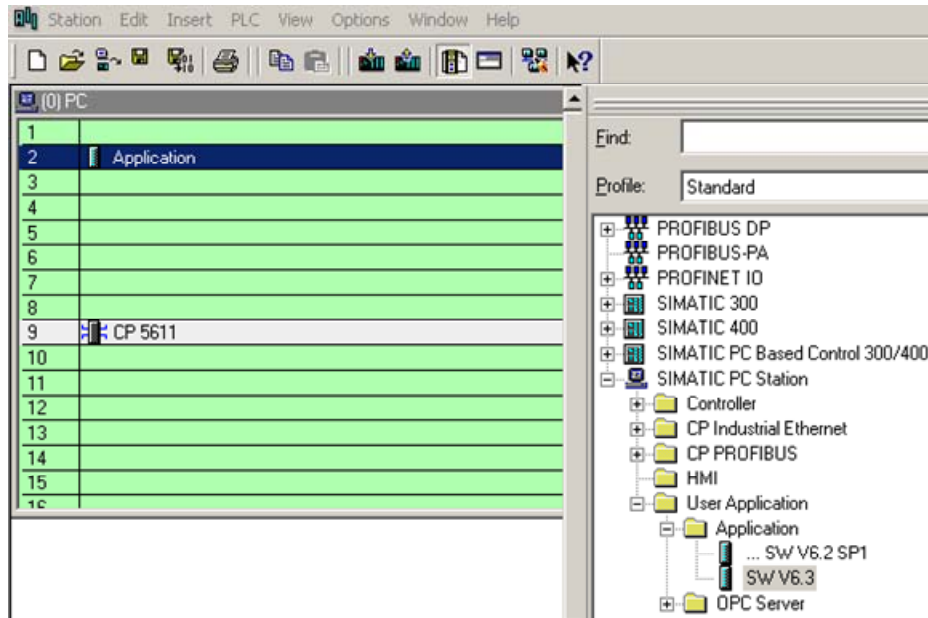 Station Edit Insert PLC View Options Window Help
(0) PC
1
2 Application
3
4
5
6
7
8
9 CP 5611
10
11
12
13
14
15
16
Find:
Profile: Standard
PROFIBUS DP
PROFIBUS-PA
PROFINET IO
SIMATIC 300
SIMATIC 400
SIMATIC PC Based Control 300/400
SIMATIC PC Station
Controller
CP Industrial Ethernet
CP PROFIBUS
HMI
User Application
Application
... SW V6.2 SP1
SW V6.3
OPC Server